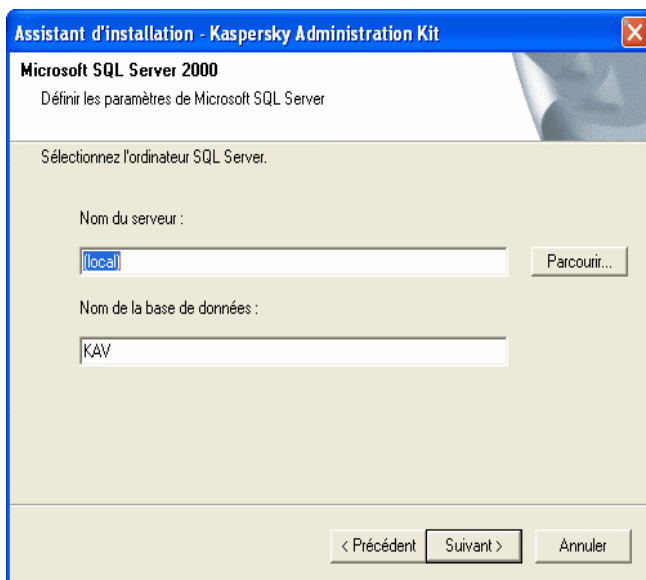 Assistant d'installation - Kaspersky Administration Kit
Microsoft SQL Server 2000
Définir les paramètres de Microsoft SQL Server
Sélectionnez l'ordinateur SQL Server.
Nom du serveur :
(local)
Parcourir...
Nom de la base de données :
KAV
< Précédent
Suivant >
Annuler